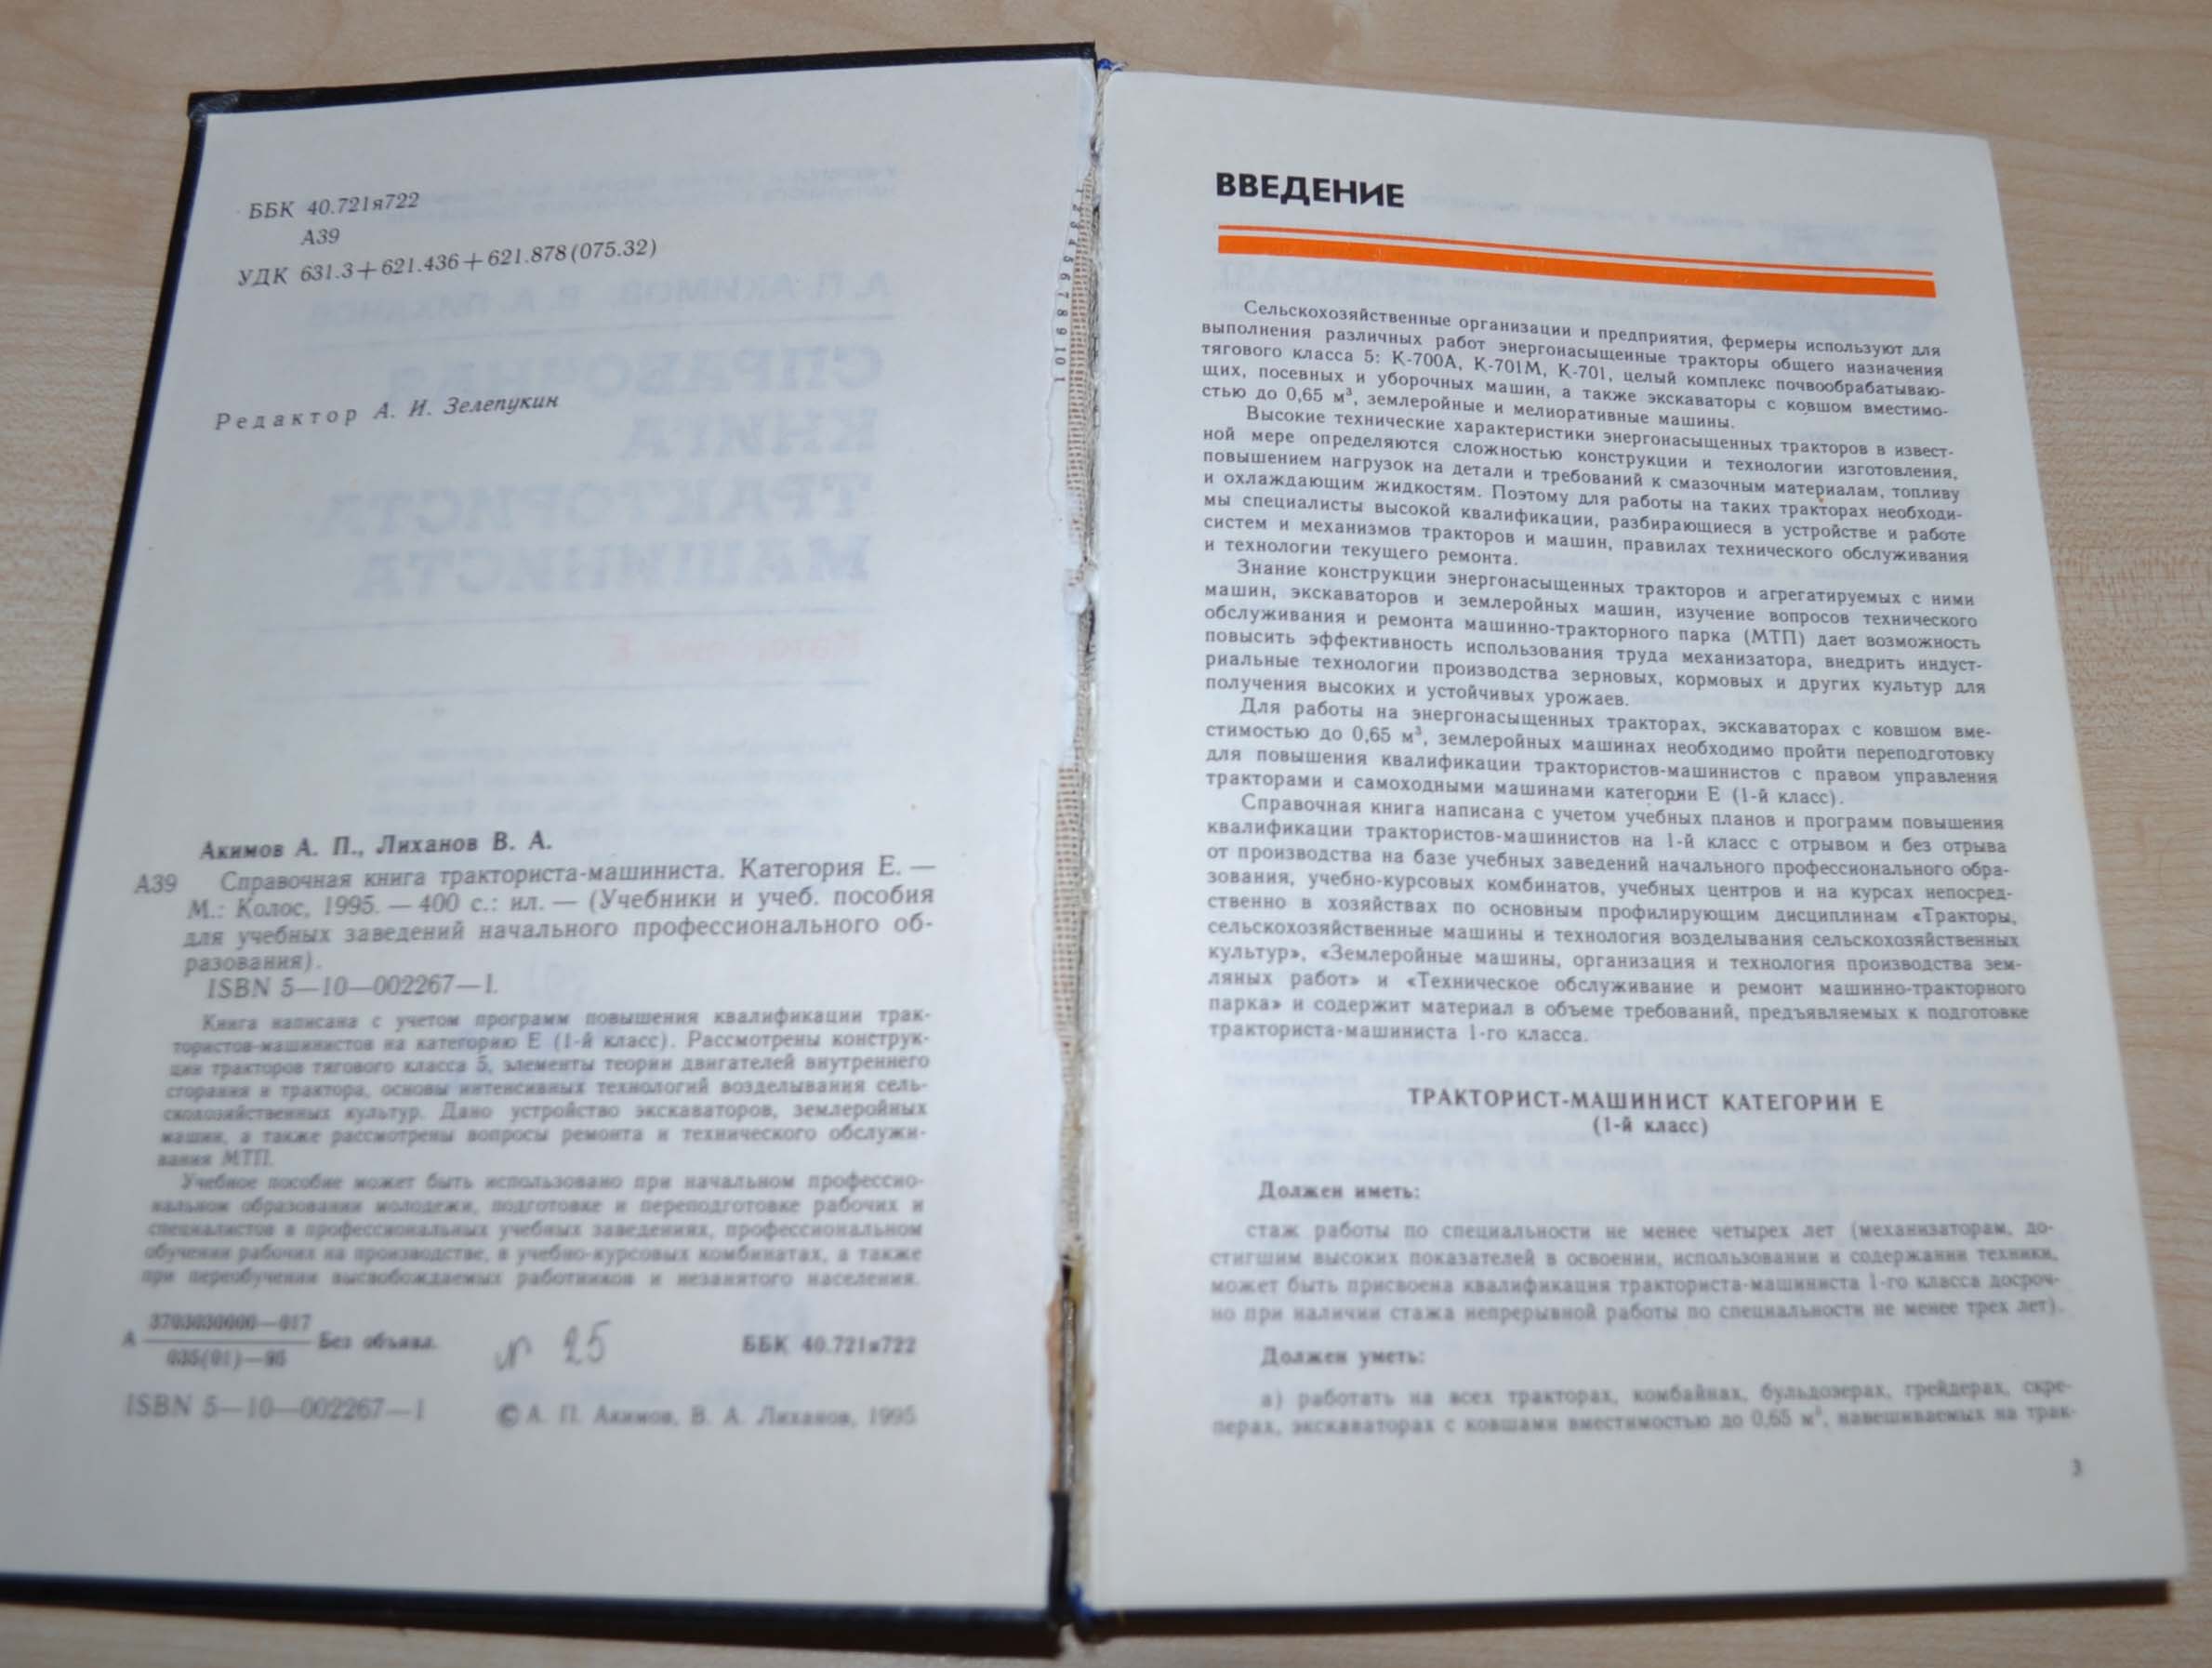 ББК 40.721я722
А39
УДК 631.3+621.436+621.878(075.32)
Редактор А. И. Зелепукин
Акимов А. П., Лиханов В. А.
А39 Справочная книга тракториста-машиниста. Категория Е. —
М.: Колос, 1995. — 400 с.: ил. — (Учебники и учеб. пособия
для учебных заведений начального профессионального об-
разования).
ISBN 5—10—002267—1.
Книга написана с учетом программ повышения квалификации трак-
тористов-машинистов на категорию Е (1-й класс). Рассмотрены конструк-
ции тракторов тягового класса 5, элементы теории двигателей внутреннего
сгорания и трактора, основы интенсивных технологий возделывания сель-
скохозяйственных культур. Дано устройство экскаваторов, землеройных
машин, а также рассмотрены вопросы ремонта и технического обслужи-
вания МТП.
Учебное пособие может быть использовано при начальном профессио-
нальном образовании молодежи, подготовке и переподготовке рабочих и
специалистов в профессиональных учебных заведениях, профессиональном
обучении рабочих на производстве, в учебно-курсовых комбинатах, а также
при переобучении высвобождаемых работников и незанятого населения.
3703030000—017
А Без объявл.
035(01)—95
25
ББК 40.721я722
ISBN 5—10—002267—1
© А. П. Акимов, В. А. Лиханов, 1995
ВВЕДЕНИЕ
Сельскохозяйственные организации и предприятия, фермеры используют для
выполнения различных работ энергонасыщенные тракторы общего назначения
тягового класса 5: К-700А, К-701М, К-701, целый комплекс почвообрабатываю-
щих, посевных и уборочных машин, а также экскаваторы с ковшом вместимо-
стью до 0,65 м³, землеройные и мелиоративные машины.
Высокие технические характеристики энергонасыщенных тракторов в извест-
ной мере определяются сложностью конструкции и технологии изготовления,
повышением нагрузок на детали и требований к смазочным материалам, топливу
и охлаждающим жидкостям. Поэтому для работы на таких тракторах необходи-
мы специалисты высокой квалификации, разбирающиеся в устройстве и работе
систем и механизмов тракторов и машин, правилах технического обслуживания
и технологии текущего ремонта.
Знание конструкции энергонасыщенных тракторов и агрегатируемых с ними
машин, экскаваторов и землеройных машин, изучение вопросов технического
обслуживания и ремонта машинно-тракторного парка (МТП) дает возможность
повысить эффективность использования труда механизатора, внедрить индуст-
риальные технологии производства зерновых, кормовых и других культур для
получения высоких и устойчивых урожаев.
Для работы на энергонасыщенных тракторах, экскаваторах с ковшом вме-
стимостью до 0,65 м³, землеройных машинах необходимо пройти переподготовку
для повышения квалификации трактористов-машинистов с правом управления
тракторами и самоходными машинами категории Е (1-й класс).
Справочная книга написана с учетом учебных планов и программ повышения
квалификации трактористов-машинистов на 1-й класс с отрывом и без отрыва
от производства на базе учебных заведений начального профессионального обра-
зования, учебно-курсовых комбинатов, учебных центров и на курсах непосред-
ственно в хозяйствах по основным профилирующим дисциплинам «Тракторы,
сельскохозяйственные машины и технология возделывания сельскохозяйственных
культур», «Землеройные машины, организация и технология производства зем-
ляных работ» и «Техническое обслуживание и ремонт машинно-тракторного
парка» и содержит материал в объеме требований, предъявляемых к подготовке
тракториста-машиниста 1-го класса.
ТРАКТОРИСТ-МАШИНИСТ КАТЕГОРИИ Е
(1-й класс)
Должен иметь:
стаж работы по специальности не менее четырех лет (механизаторам, до-
стигшим высоких показателей в освоении, использовании и содержании техники,
может быть присвоена квалификация тракториста-машиниста 1-го класса досроч-
но при наличии стажа непрерывной работы по специальности не менее трех лет).
Должен уметь:
а) работать на всех тракторах, комбайнах, бульдозерах, грейдерах, скре-
перах, экскаваторах с ковшами вместимостью до 0,65 м³, навешиваемых на трак-
3